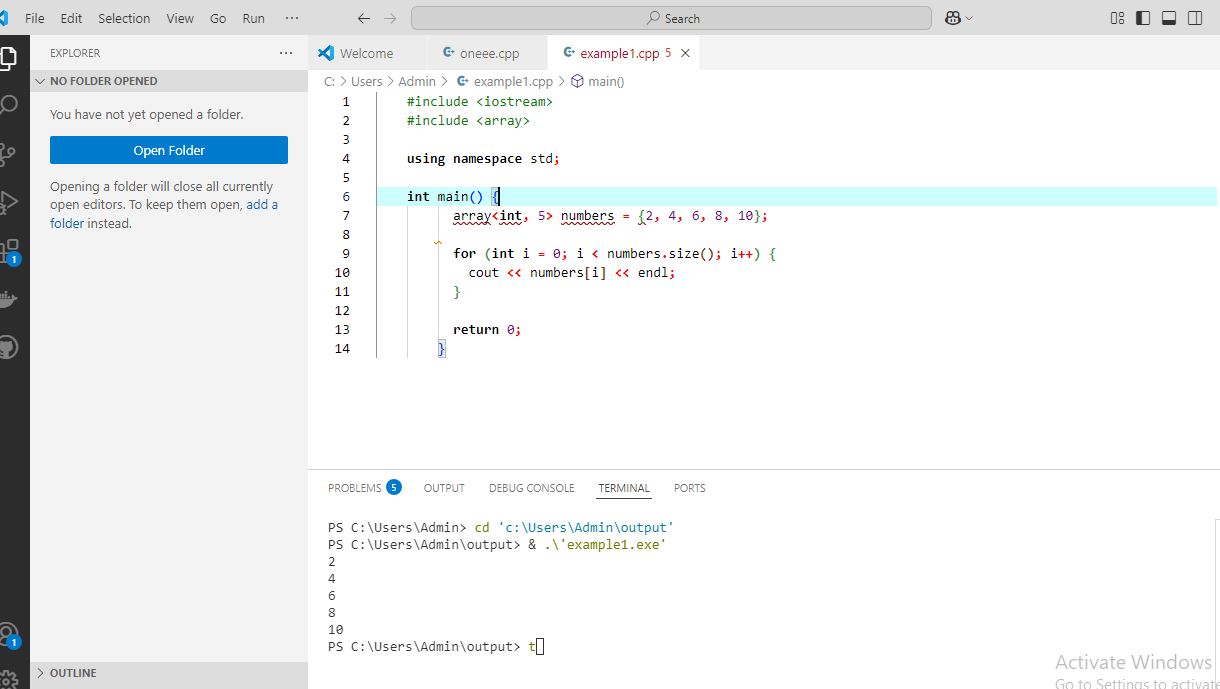 File Edit Selection View Go Run ··· Search
EXPLORER ···
Welcome oneee.cpp example1.cpp 5
NO FOLDER OPENED
You have not yet opened a folder.
Open Folder
Opening a folder will close all currently
open editors. To keep them open, add a
folder instead.
1
1
OUTLINE
C: > Users > Admin > example1.cpp > main()
1 #include <iostream>
2 #include <array>
3
4 using namespace std;
5
6 int main() {
7 array<int, 5> numbers = {2, 4, 6, 8, 10};
8
9 for (int i = 0; i < numbers.size(); i++) {
10 cout << numbers[i] << endl;
11 }
12
13 return 0;
14 }
PROBLEMS 5 OUTPUT DEBUG CONSOLE TERMINAL PORTS
PS C:\Users\Admin> cd 'c:\Users\Admin\output'
PS C:\Users\Admin\output> & .\'example1.exe'
2
4
6
8
10
PS C:\Users\Admin\output> t
Activate Windows
Go to Settings to activate